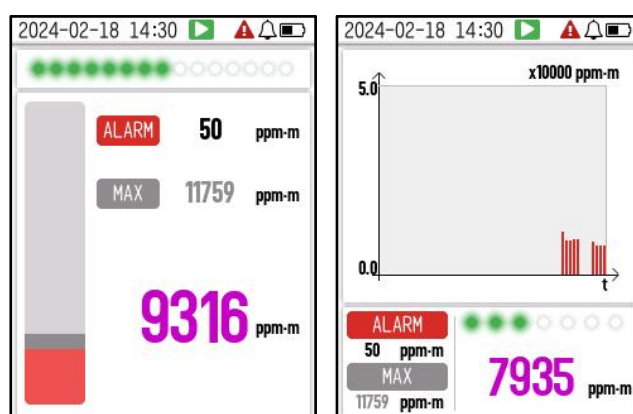 2024-02-18 14:30
ALARM 50 ppm·m
MAX 11759 ppm·m
9316 ppm·m
2024-02-18 14:30
x10000 ppm·m
5.0
0.0
t
ALARM
50 ppm·m
MAX
11759 ppm·m
7935 ppm·m